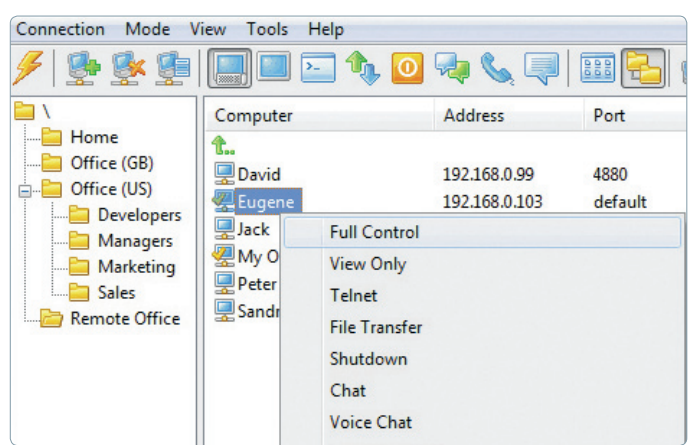 Connection Mode View Tools Help
\
Home
Office (GB)
Office (US)
Developers
Managers
Marketing
Sales
Remote Office
Computer Address Port
David 192.168.0.99 4880
Eugene 192.168.0.103 default
Jack
My O
Peter
Sandr
Full Control
View Only
Telnet
File Transfer
Shutdown
Chat
Voice Chat